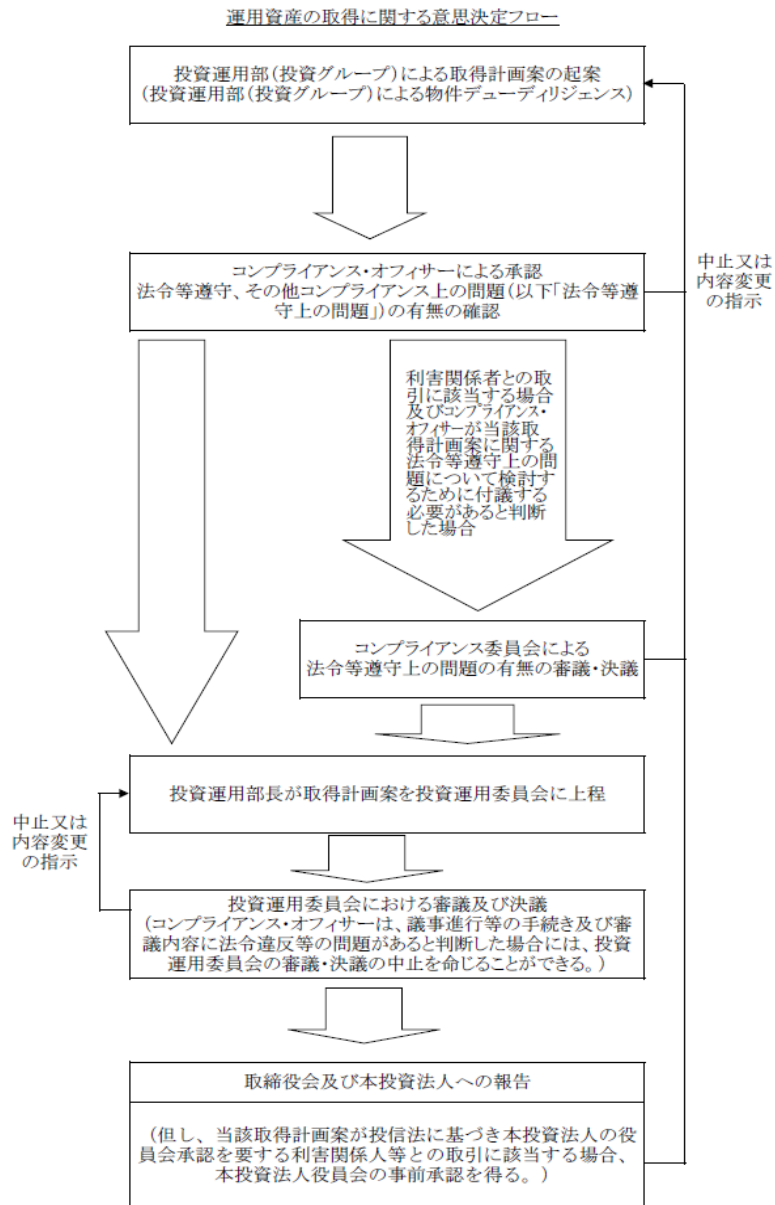 運用資産の取得に関する意思決定フロー
投資運用部(投資グループ)による取得計画案の起案
(投資運用部(投資グループ)による物件デューディリジェンス)
コンプライアンス・オフィサーによる承認
法令等遵守、その他コンプライアンス上の問題(以下「法令等遵
守上の問題」)の有無の確認
中止又は
内容変更
の指示
利害関係者との取
引に該当する場合
及びコンプライアンス・
オフィサーが当該取
得計画案に関する
法令等遵守上の問
題について検討す
るために付議する
必要があると判断
した場合
コンプライアンス委員会による
法令等遵守上の問題の有無の審議・決議
投資運用部長が取得計画案を投資運用委員会に上程
中止又は
内容変更
の指示
投資運用委員会における審議及び決議
(コンプライアンス・オフィサーは、議事進行等の手続き及び審
議内容に法令違反等の問題があると判断した場合には、投資
運用委員会の審議・決議の中止を命じることができる。)
取締役会及び本投資法人への報告
(但し、当該取得計画案が投信法に基づき本投資法人の役
員会承認を要する利害関係人等との取引に該当する場合、
本投資法人役員会の事前承認を得る。)